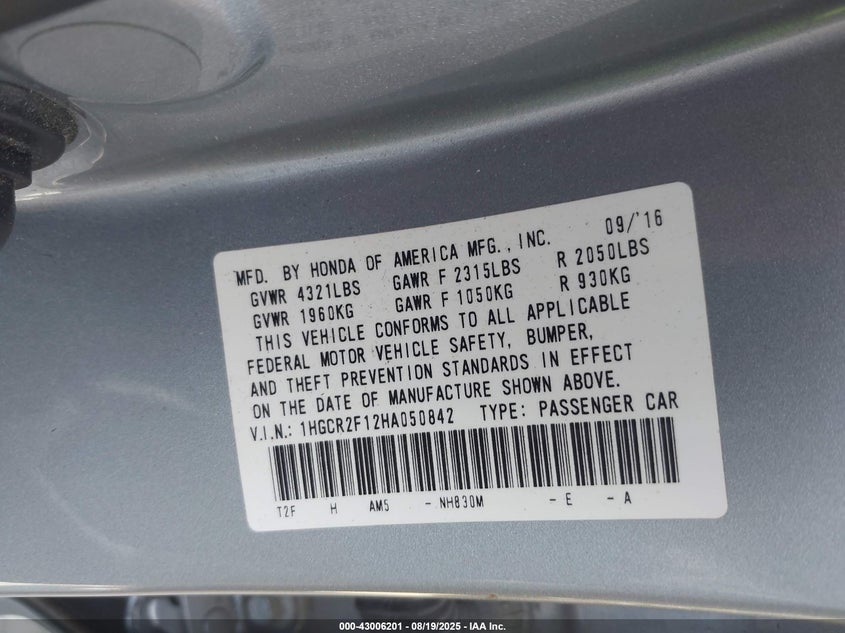 MFD. BY HONDA OF AMERICA MFG., INC. 09/'16
GVWR 4321LBS GAWR F 2315LBS R 2050LBS
GVWR 1960KG GAWR F 1050KG R 930KG
THIS VEHICLE CONFORMS TO ALL APPLICABLE
FEDERAL MOTOR VEHICLE SAFETY, BUMPER,
AND THEFT PREVENTION STANDARDS IN EFFECT
ON THE DATE OF MANUFACTURE SHOWN ABOVE.
V.I.N.: 1HGCR2F12HA050842 TYPE: PASSENGER CAR
T2F H AM5 - NH830M - E - A
000-43006201 - 08/19/2025 - IAA Inc.